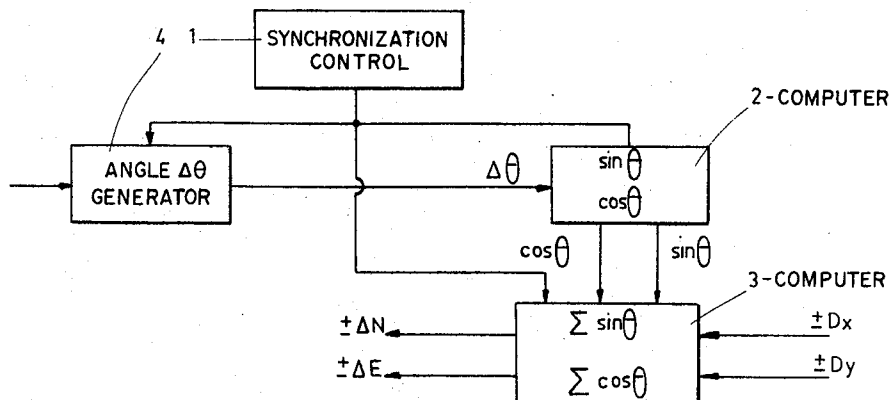 4 1
SYNCHRONIZATION
CONTROL
2-COMPUTER
ANGLE Δθ
GENERATOR
Δθ
sinθ
cosθ
cosθ
sinθ
3-COMPUTER
±ΔN
∑ sinθ
±Dx
±ΔE
∑ cosθ
±Dy